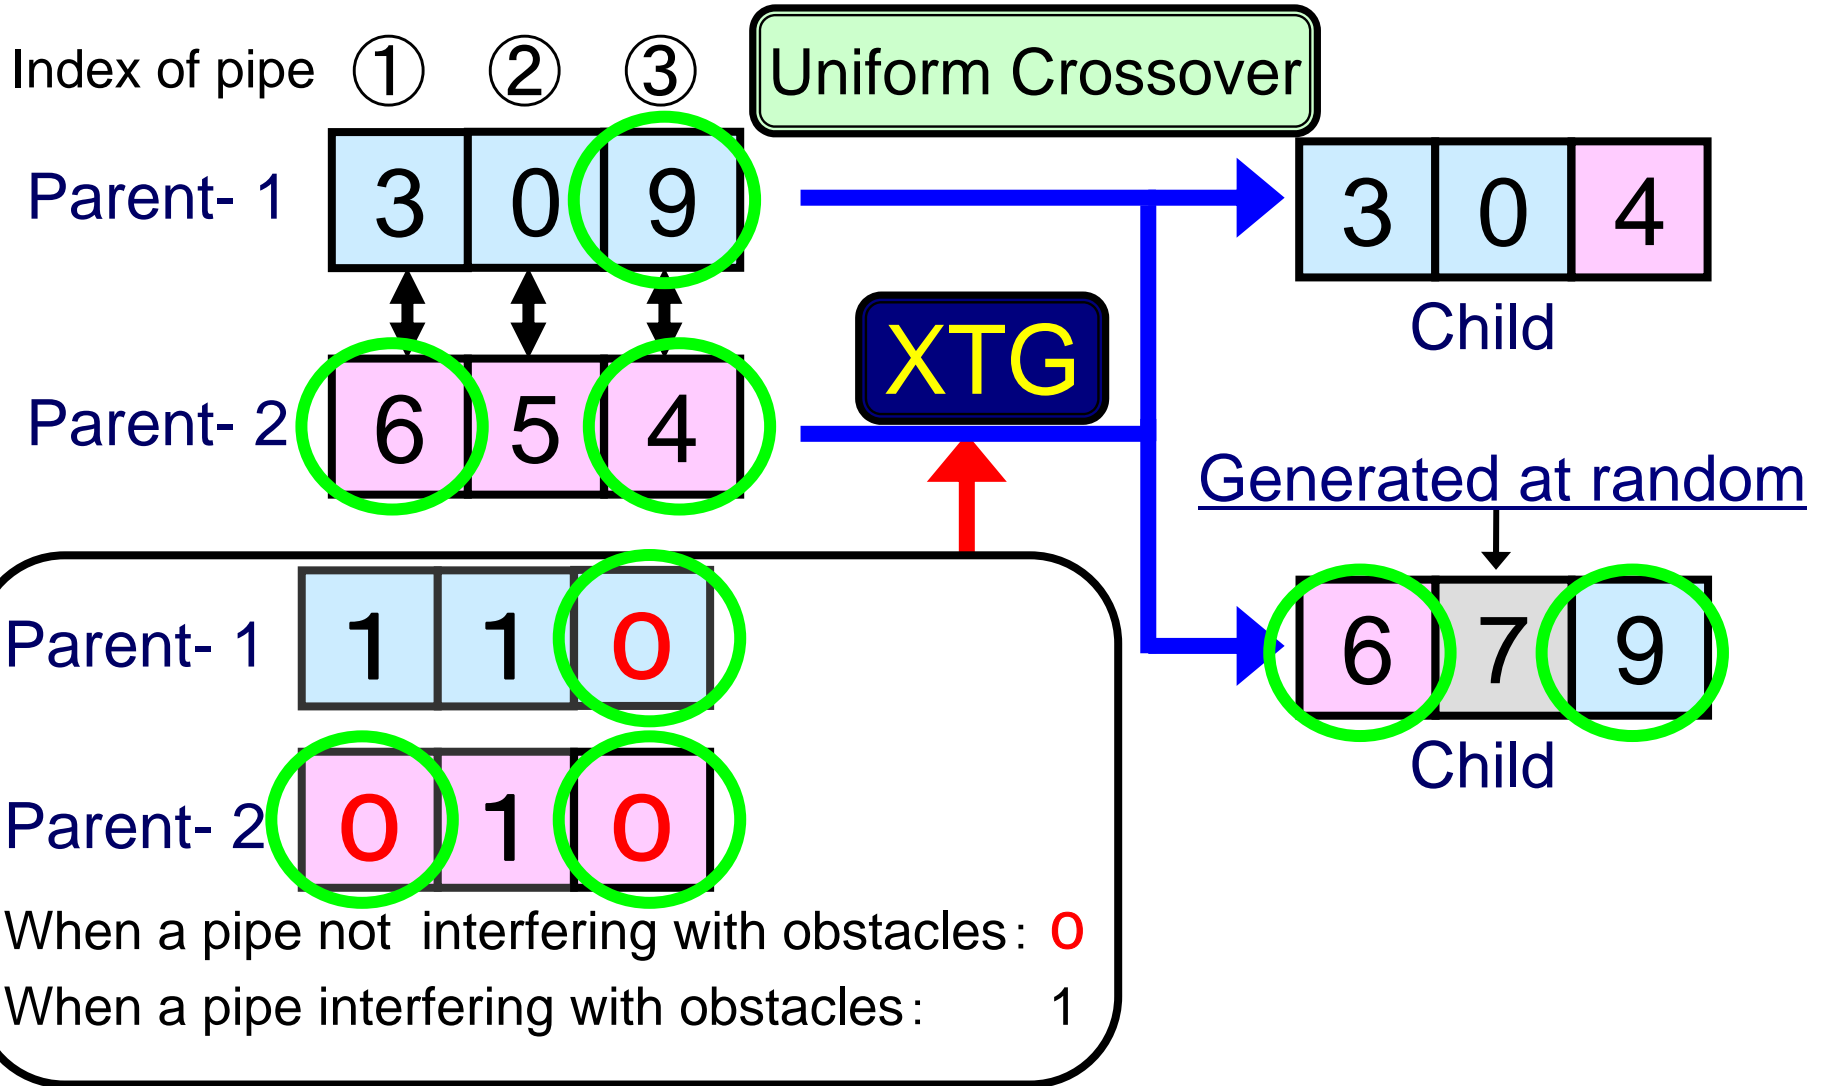 Index of pipe ① ② ③
Uniform Crossover
Parent- 1 3 0 9
3 0 4
Child
XTG
Parent- 2 6 5 4
Generated at random
6 7 9
Child
Parent- 1 1 1 0
Parent- 2 0 1 0
When a pipe not interfering with obstacles: 0
When a pipe interfering with obstacles: 1